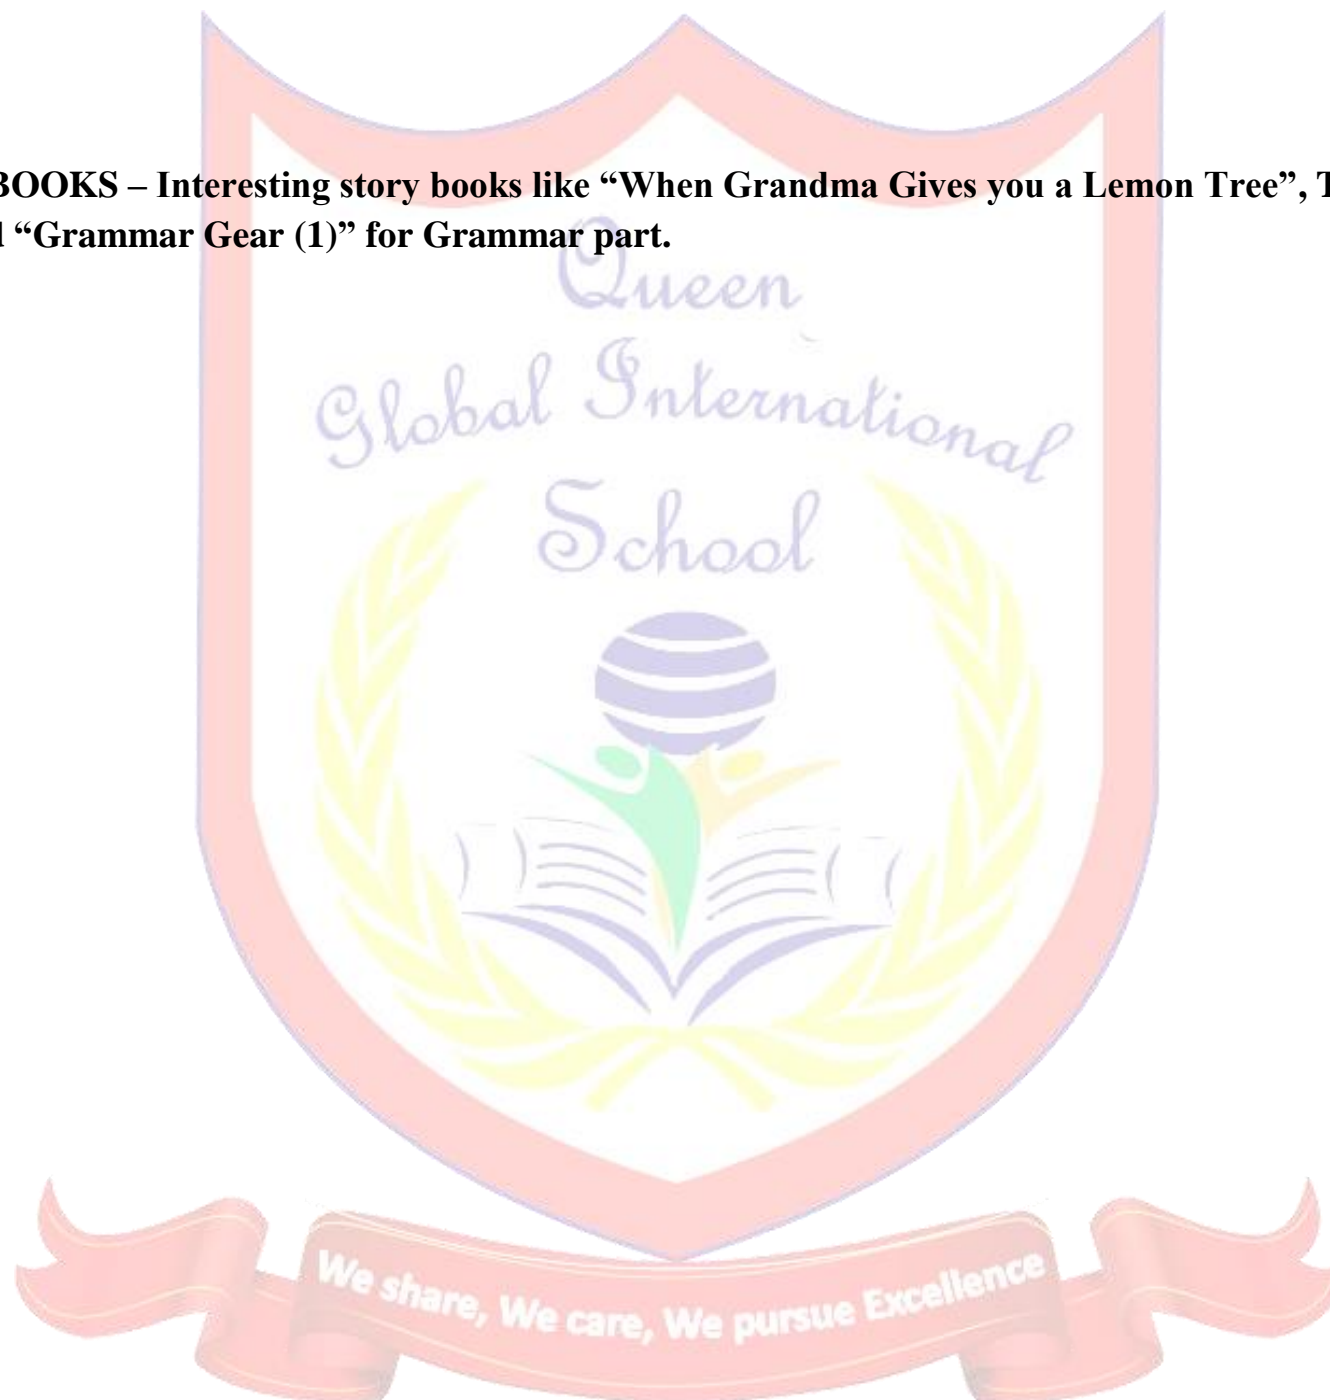 BOOKS – Interesting story books like “When Grandma Gives you a Lemon Tree”, T
“Grammar Gear (1)” for Grammar part.
Queen
Global International
School
We share, We care, We pursue Excellence